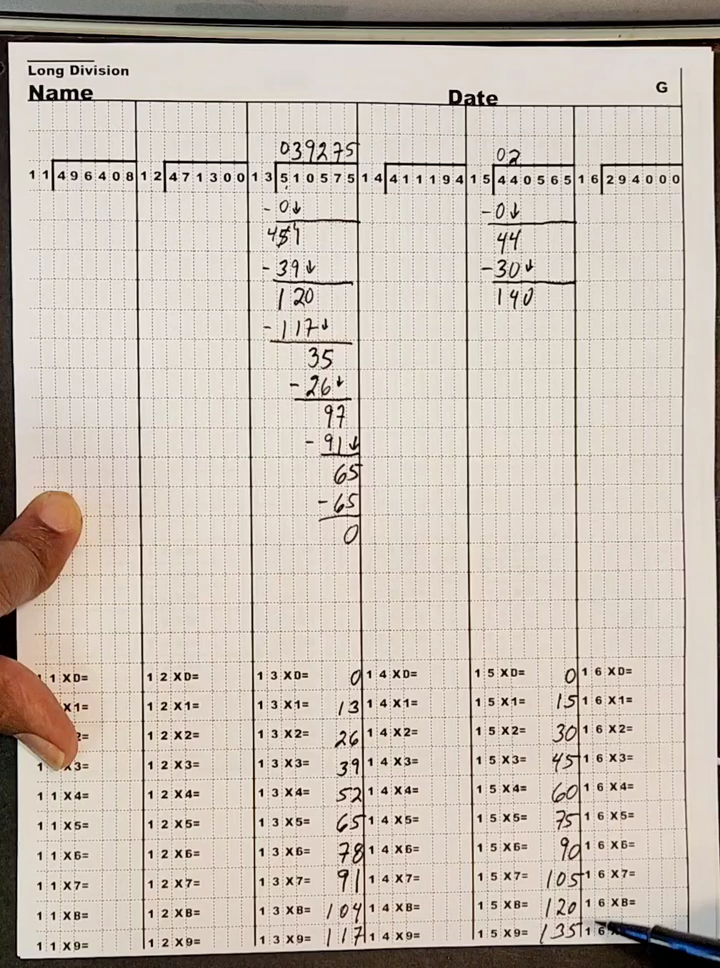 Long Division
Name Date G
039275 02
11 496408 12 471300 13 510575 14 411194 15 440565 16 294000
-0↓ -0↓
44
-39↓ -30↓
120 140
-117↓
35
-26↓
97
-91↓
65
-65
0
1 X0= 12 X0= 13 X0= 0 14 X0= 15 X0= 0 16 X0=
X1= 12 X1= 13 X1= 13 14 X1= 15 X1= 15 16 X1=
2= 12 X2= 13 X2= 26 14 X2= 15 X2= 30 16 X2=
1 X3= 12 X3= 13 X3= 39 14 X3= 15 X3= 45 16 X3=
11 X4= 12 X4= 13 X4= 52 14 X4= 15 X4= 60 16 X4=
11 X5= 12 X5= 13 X5= 65 14 X5= 15 X5= 75 16 X5=
11 X6= 12 X6= 13 X6= 78 14 X6= 15 X6= 90 16 X6=
11 X7= 12 X7= 13 X7= 91 14 X7= 15 X7= 105 16 X7=
11 X8= 12 X8= 13 X8= 104 14 X8= 15 X8= 120 16 X8=
11 X9= 12 X9= 13 X9= 117 14 X9= 15 X9= 135 16